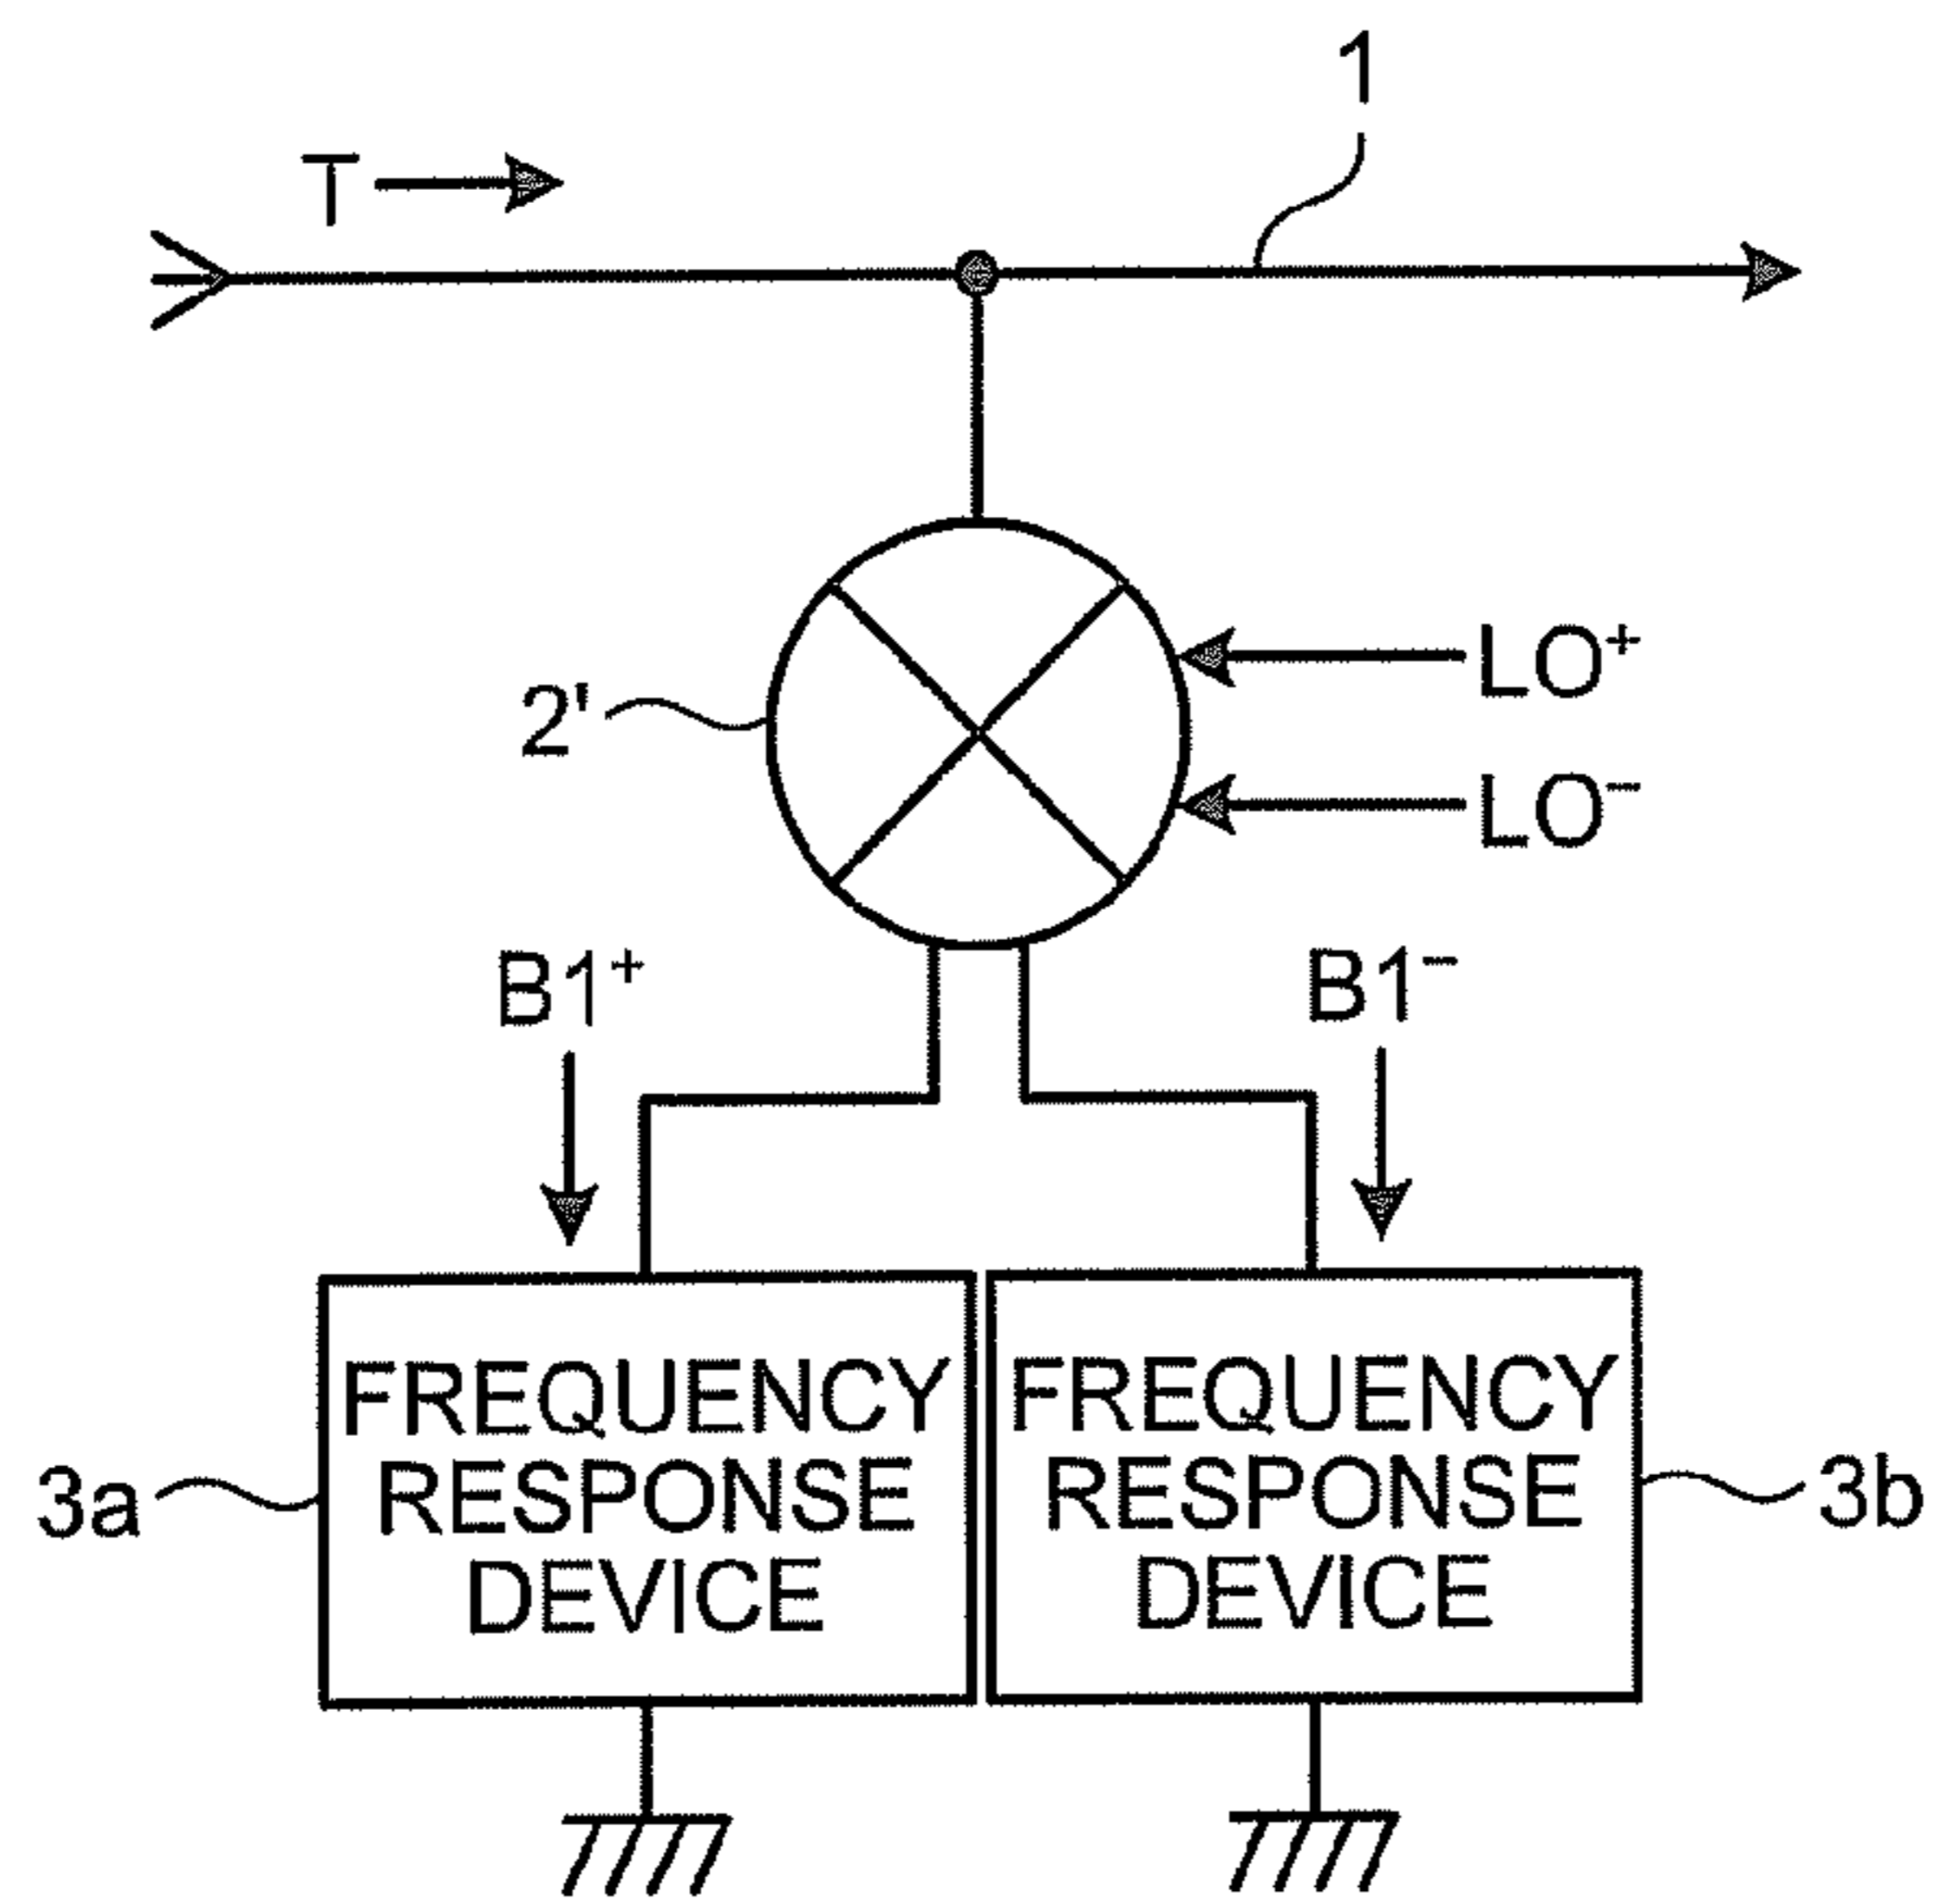 1
T
LO⁺
2'
LO⁻
B1⁺
B1⁻
FREQUENCY
RESPONSE
DEVICE
FREQUENCY
RESPONSE
DEVICE
3a
3b